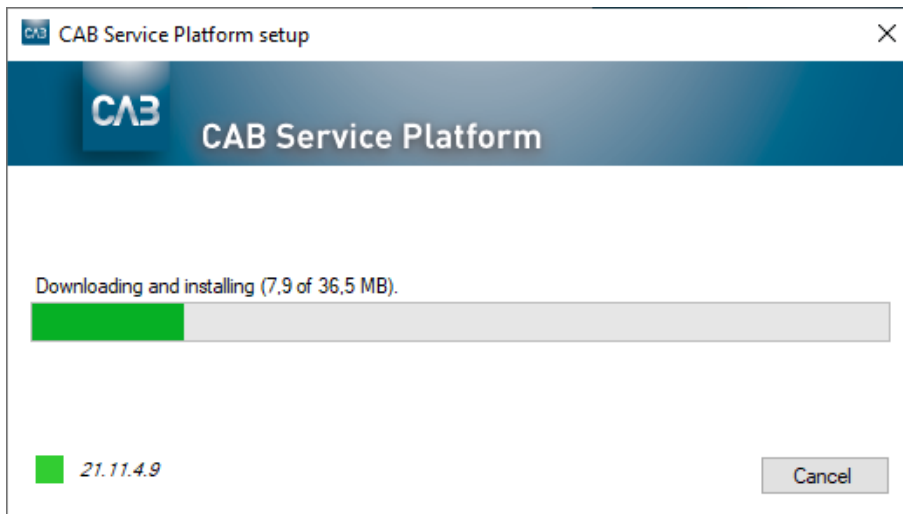 CAB Service Platform setup
CAB
CAB Service Platform
Downloading and installing (7,9 of 36,5 MB).
21.11.4.9
Cancel